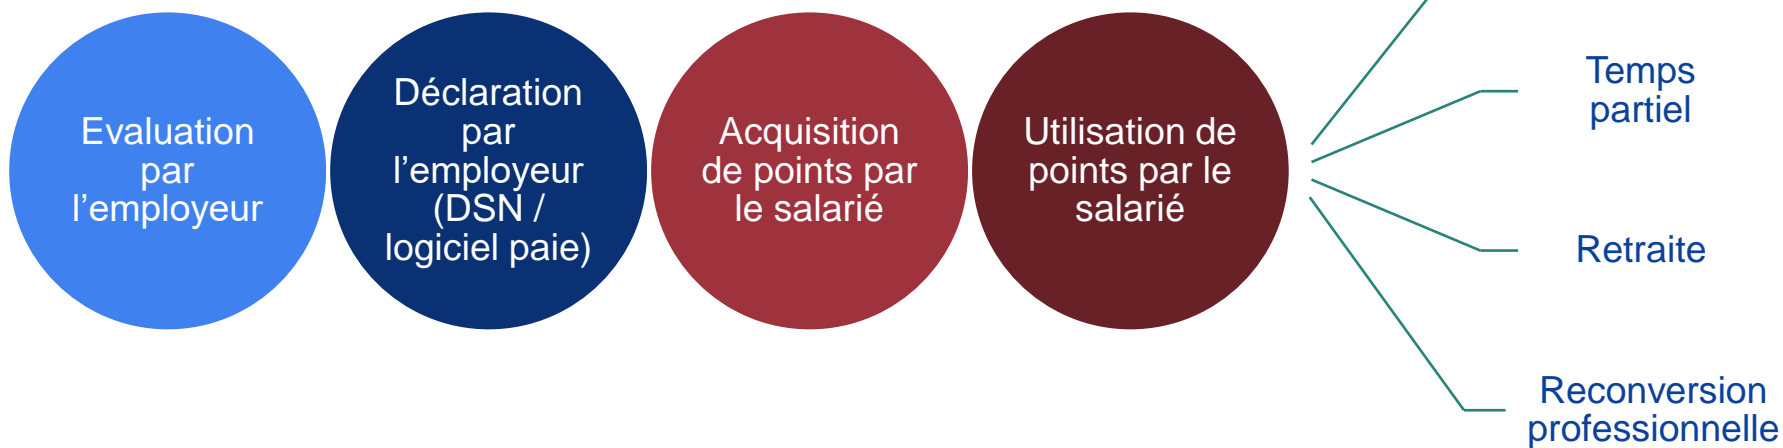 Evaluation
par
l’employeur
Déclaration
par
l’employeur
(DSN /
logiciel paie)
Acquisition
de points par
le salarié
Utilisation de
points par le
salarié
Temps
partiel
Retraite
Reconversion
professionnelle